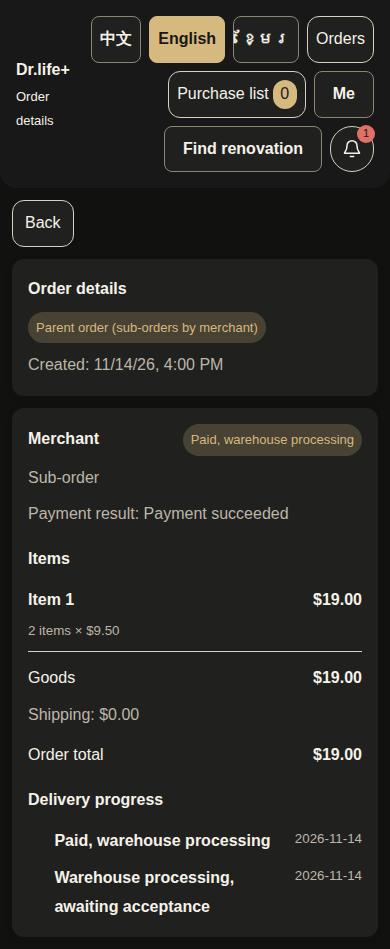 中文
English
Orders
Dr.life+
Order
details
Purchase list 0
Me
Find renovation
1
Back
Order details
Parent order (sub-orders by merchant)
Created: 11/14/26, 4:00 PM
Merchant
Paid, warehouse processing
Sub-order
Payment result: Payment succeeded
Items
Item 1 $19.00
2 items × $9.50
Goods $19.00
Shipping: $0.00
Order total $19.00
Delivery progress
Paid, warehouse processing 2026-11-14
Warehouse processing, 2026-11-14
awaiting acceptance